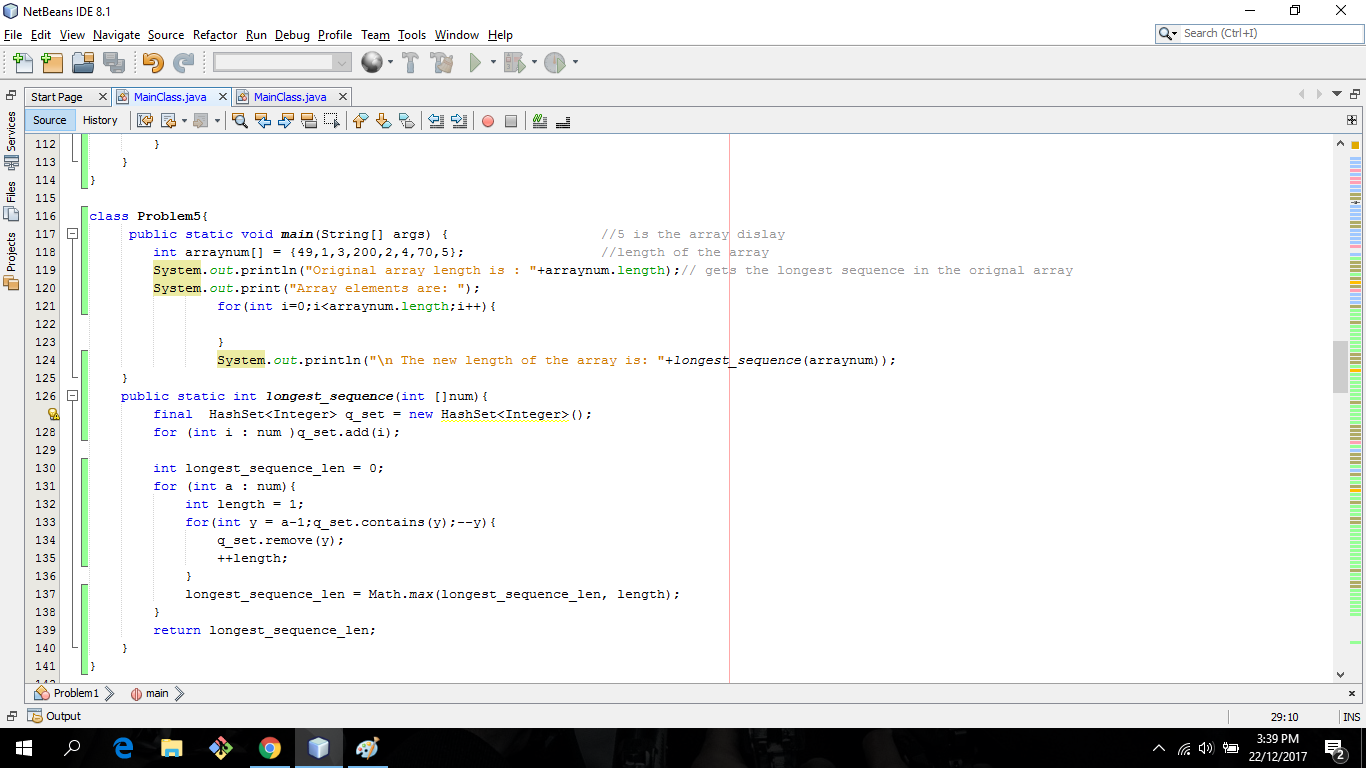 NetBeans IDE 8.1
File Edit View Navigate Source Refactor Run Debug Profile Team Tools Window Help
Search (Ctrl+I)
Start Page MainClass.java MainClass.java
Source History
Services
Files
Projects
112 }
113 }
114 }
115
116 class Problem5{
117 public static void main(String[] args) { //5 is the array dislay
118 int arraynum[] = {49,1,3,200,2,4,70,5}; //length of the array
119 System.out.println("Original array length is : "+arraynum.length);// gets the longest sequence in the orignal array
120 System.out.print("Array elements are: ");
121 for(int i=0;i<arraynum.length;i++){
122
123 }
124 System.out.println("\n The new length of the array is: "+longest_sequence(arraynum));
125 }
126 public static int longest_sequence(int []num){
final HashSet<Integer> q_set = new HashSet<Integer>();
128 for (int i : num )q_set.add(i);
129
130 int longest_sequence_len = 0;
131 for (int a : num){
132 int length = 1;
133 for(int y = a-1;q_set.contains(y);--y){
134 q_set.remove(y);
135 ++length;
136 }
137 longest_sequence_len = Math.max(longest_sequence_len, length);
138 }
139 return longest_sequence_len;
140 }
141 }
Problem1 main
Output
29:10 INS
3:39 PM
22/12/2017
2